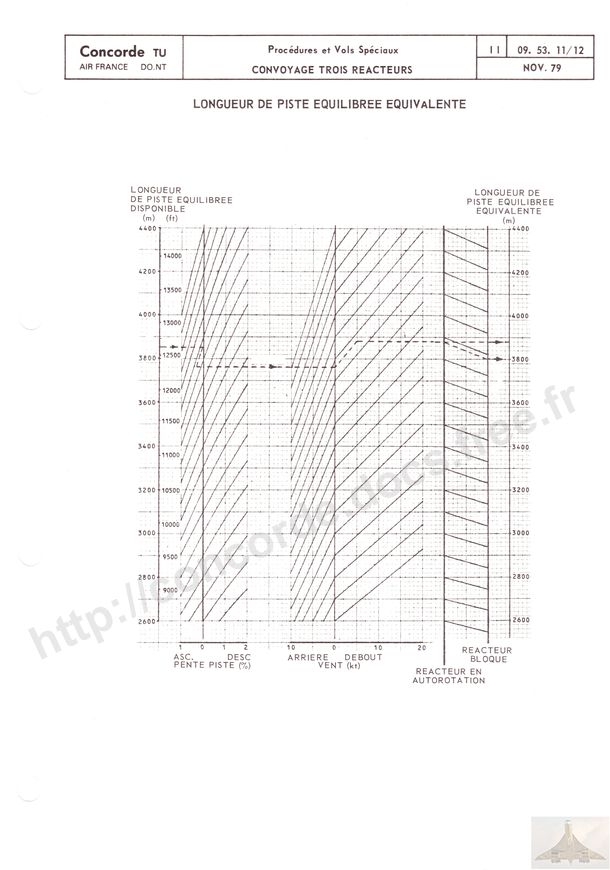 Concorde TU
AIR FRANCE DO.NT
Procédures et Vols Spéciaux
CONVOYAGE TROIS REACTEURS
II
09. 53. 11/12
NOV. 79
LONGUEUR DE PISTE EQUILIBREE EQUIVALENTE
LONGUEUR
DE PISTE EQUILIBREE
DISPONIBLE
(m) (ft)
LONGUEUR DE
PISTE EQUILIBREE
EQUIVALENTE
(m)
4400
4200
4000
3800
3600
3400
3200
3000
2800
2600
14000
13500
13000
12500
12000
11500
11000
10500
10000
9500
9000
4400
4200
4000
3800
3600
3400
3200
3000
2800
2600
1 0 1 2
ASC. DESC
PENTE PISTE (%)
10 0 10 20
ARRIERE DEBOUT
VENT (kt)
REACTEUR
BLOQUE
REACTEUR EN
AUTOROTATION
http://concorde.docs.free.fr